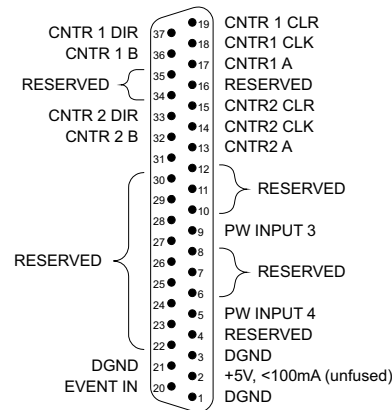 19 CNTR 1 CLR
CNTR 1 DIR 37
18 CNTR1 CLK
CNTR 1 B 36
17 CNTR1 A
35
RESERVED
16 RESERVED
34
15 CNTR2 CLR
CNTR 2 DIR 33
14 CNTR2 CLK
CNTR 2 B 32
13 CNTR2 A
31
12
30
11 RESERVED
29
10
28
9 PW INPUT 3
27
8
RESERVED 26
7 RESERVED
25
6
24
5 PW INPUT 4
23
4 RESERVED
22
3 DGND
DGND 21
2 +5V, <100mA (unfused)
EVENT IN 20
1 DGND